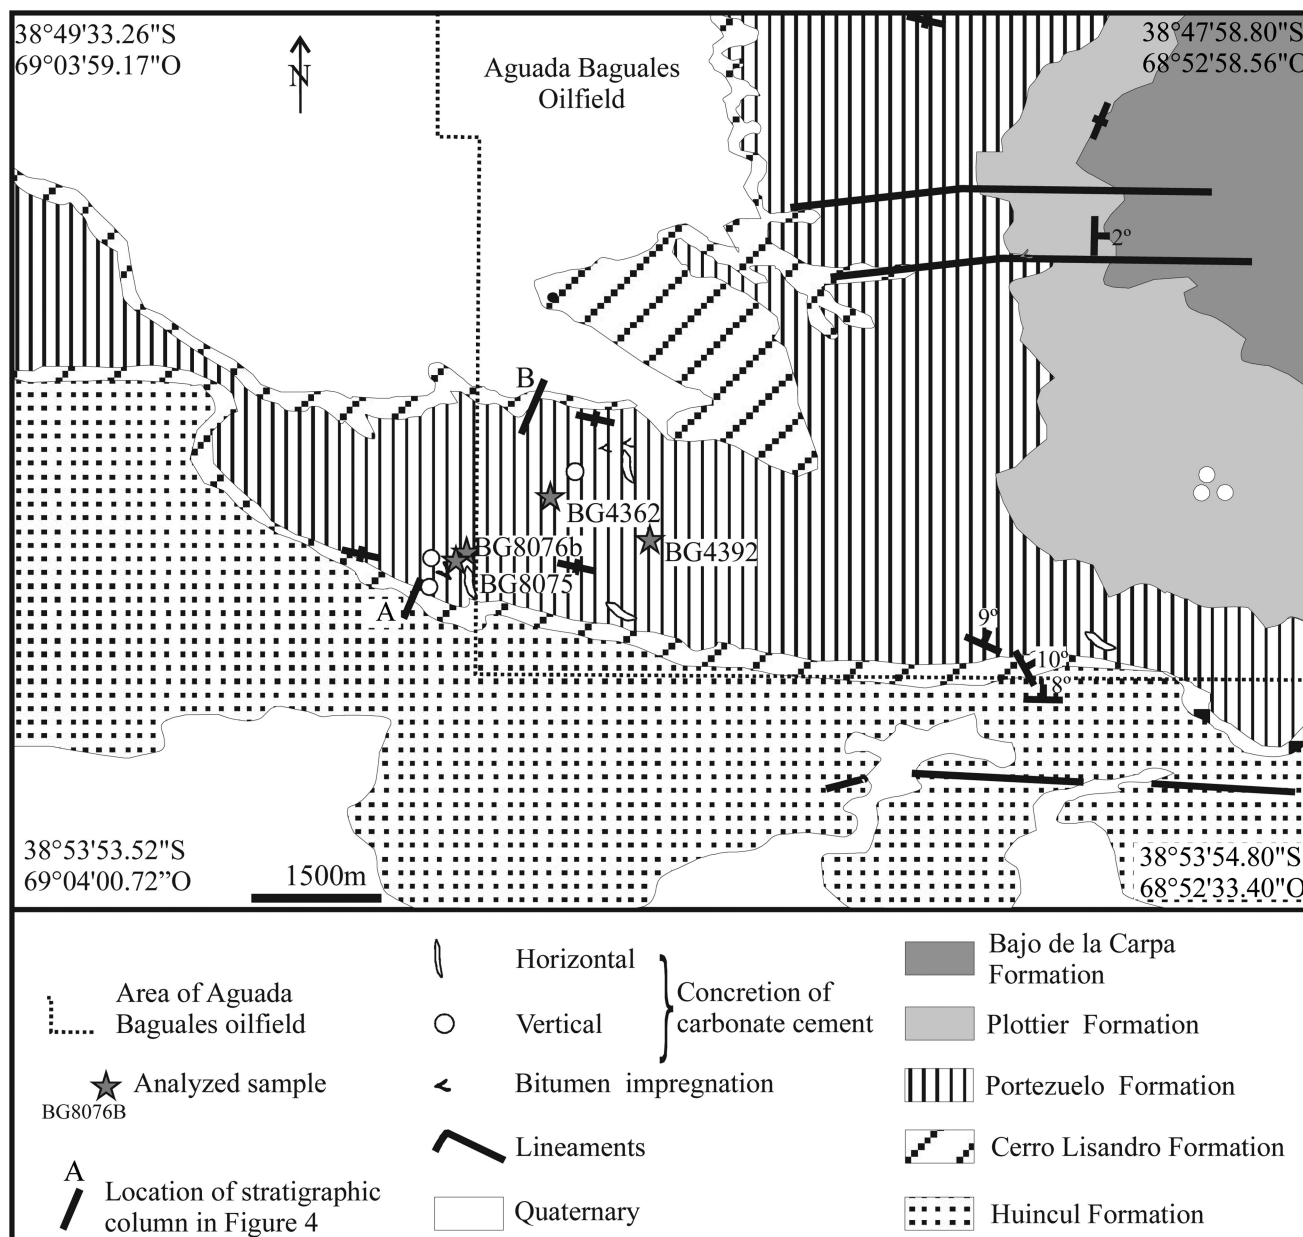 38°49'33.26"S
69°03'59.17"O
N
Aguada Baguales
Oilfield
38°47'58.80"S
68°52'58.56"O
2º
B
BG4362
BG4392
BG8076b
BG8075
A
9º
10º
8º
38°53'53.52"S
69°04'00.72”O
1500m
38°53'54.80"S
68°52'33.40"O
Area of Aguada
Baguales oilfield
Analyzed sample
BG8076B
A
Location of stratigraphic
column in Figure 4
Horizontal
Vertical
Concretion of
carbonate cement
Bitumen impregnation
Lineaments
Quaternary
Bajo de la Carpa
Formation
Plottier Formation
Portezuelo Formation
Cerro Lisandro Formation
Huincul Formation